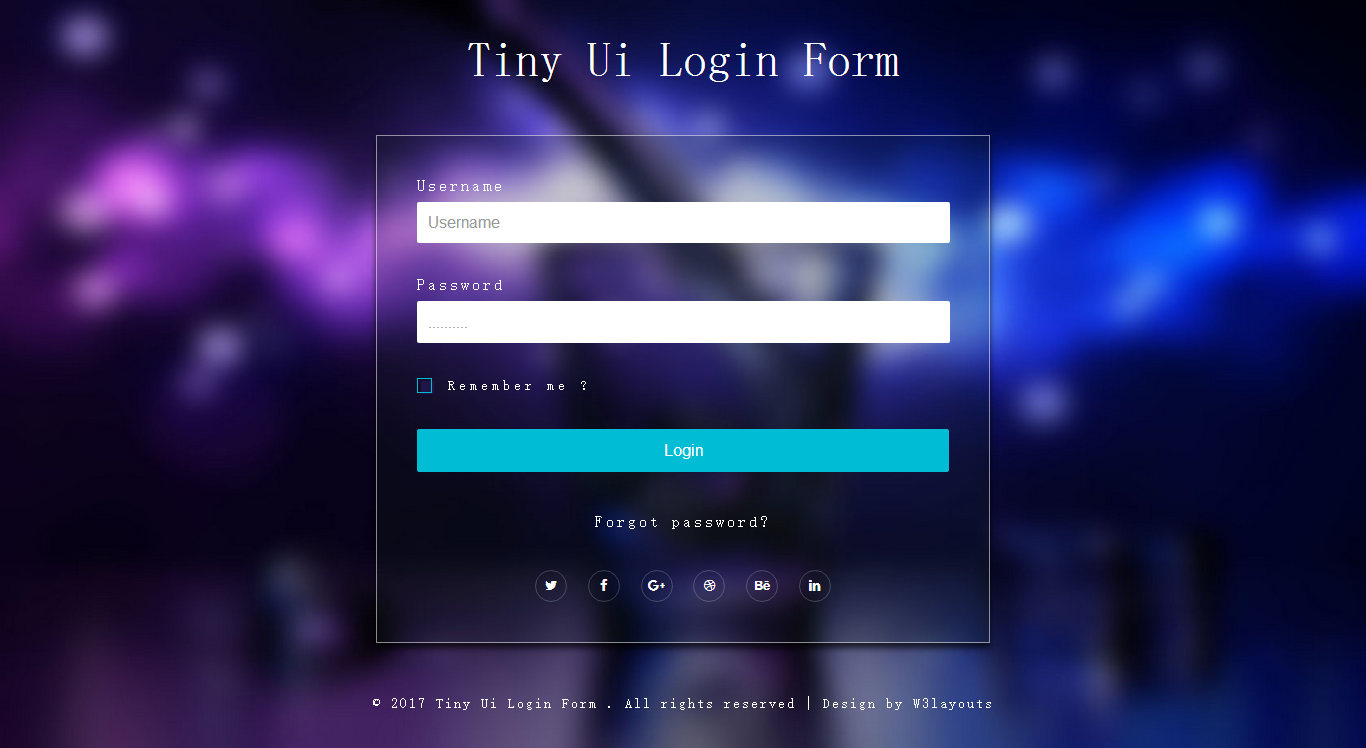 Tiny Ui Login Form
Username
Username
Password
..........
Remember me ?
Login
Forgot password?
G+
Bē
in
© 2017 Tiny Ui Login Form . All rights reserved | Design by W3layouts